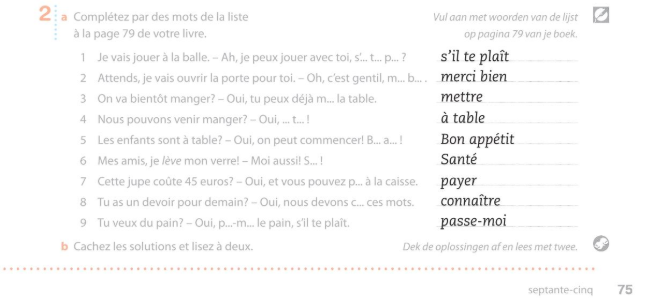 2 a Complétez par des mots de la liste Vul aan met woorden van de lijst
à la page 79 de votre livre. op pagina 79 van je boek.
1 Je vais jouer à la balle. – Ah, je peux jouer avec toi, s'... t... p... ? s'il te plaît
2 Attends, je vais ouvrir la porte pour toi. – Oh, c'est gentil, m... b... . merci bien
3 On va bientôt manger? – Oui, tu peux déjà m... la table. mettre
4 Nous pouvons venir manger? – Oui, ... t... ! à table
5 Les enfants sont à table? – Oui, on peut commencer! B... a... ! Bon appétit
6 Mes amis, je lève mon verre! – Moi aussi! S... ! Santé
7 Cette jupe coûte 45 euros? – Oui, et vous pouvez p... à la caisse. payer
8 Tu as un devoir pour demain? – Oui, nous devons c... ces mots. connaître
9 Tu veux du pain? – Oui, p...-m... le pain, s'il te plaît. passe-moi
b Cachez les solutions et lisez à deux. Dek de oplossingen af en lees met twee.
septante-cinq 75